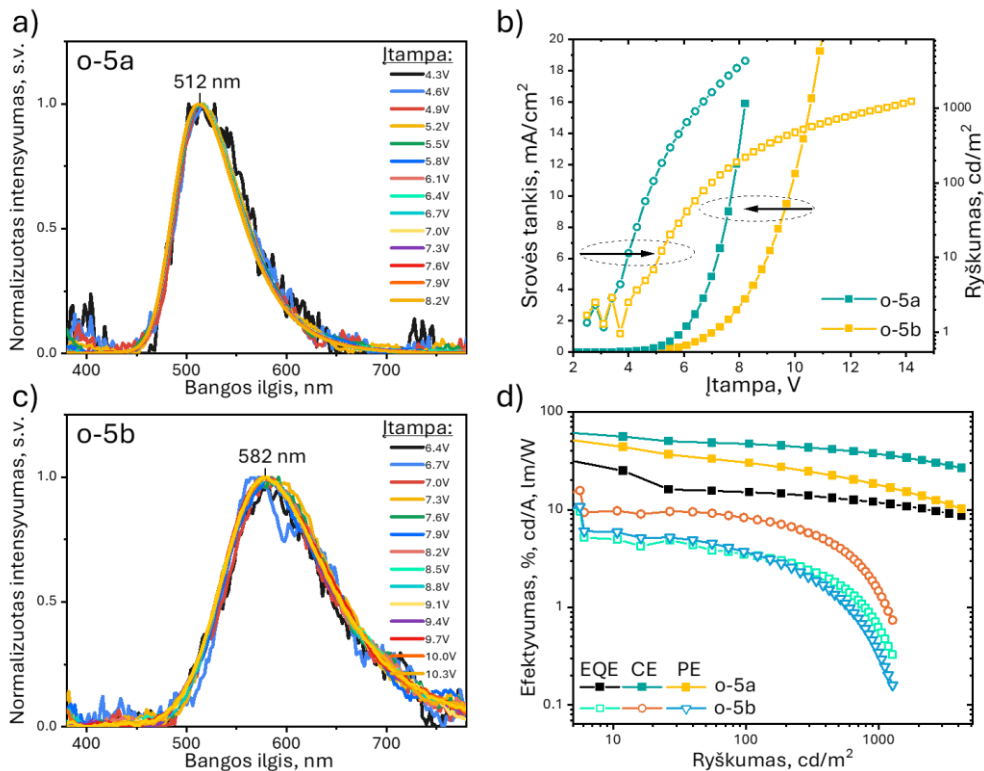 a)
o-5a
512 nm
Įtampa:
4.3V
4.6V
4.9V
5.2V
5.5V
5.8V
6.1V
6.4V
6.7V
7.0V
7.3V
7.6V
7.9V
8.2V
1.0
0.5
0.0
Normalizuotas intensyvumas, s.v.
400 500 600 700
Bangos ilgis, nm
b)
20
18
16
14
12
10
8
6
4
2
0
Srovės tankis, mA/cm2
1000
100
10
1
Ryškumas, cd/m2
o-5a
o-5b
2 4 6 8 10 12 14
Įtampa, V
c)
o-5b
582 nm
Įtampa:
6.4V
6.7V
7.0V
7.3V
7.6V
7.9V
8.2V
8.5V
8.8V
9.1V
9.4V
9.7V
10.0V
10.3V
1.0
0.5
0.0
Normalizuotas intensyvumas, s.v.
400 500 600 700
Bangos ilgis, nm
d)
100
10
1
0.1
Efektyvumas, %, cd/A, lm/W
EQE CE PE
o-5a
o-5b
10 100 1000
Ryškumas, cd/m2